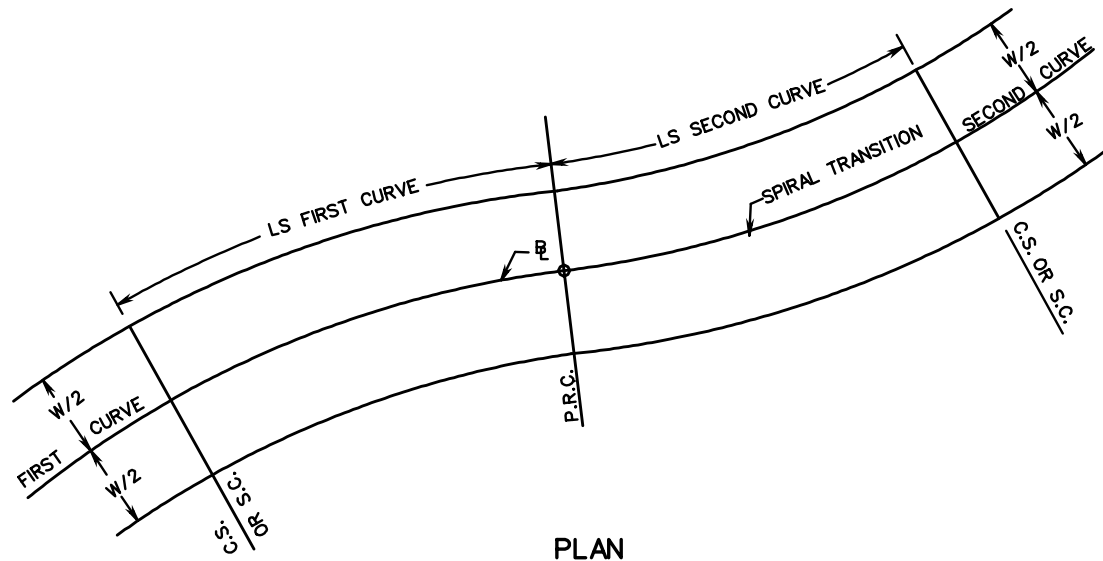 W/2
CURVE
SECOND
W/2
LS SECOND CURVE
SPIRAL TRANSITION
LS FIRST CURVE
BL
C.S. OR S.C.
P.R.C.
W/2
CURVE
FIRST
W/2
C.S.
OR S.C.
PLAN